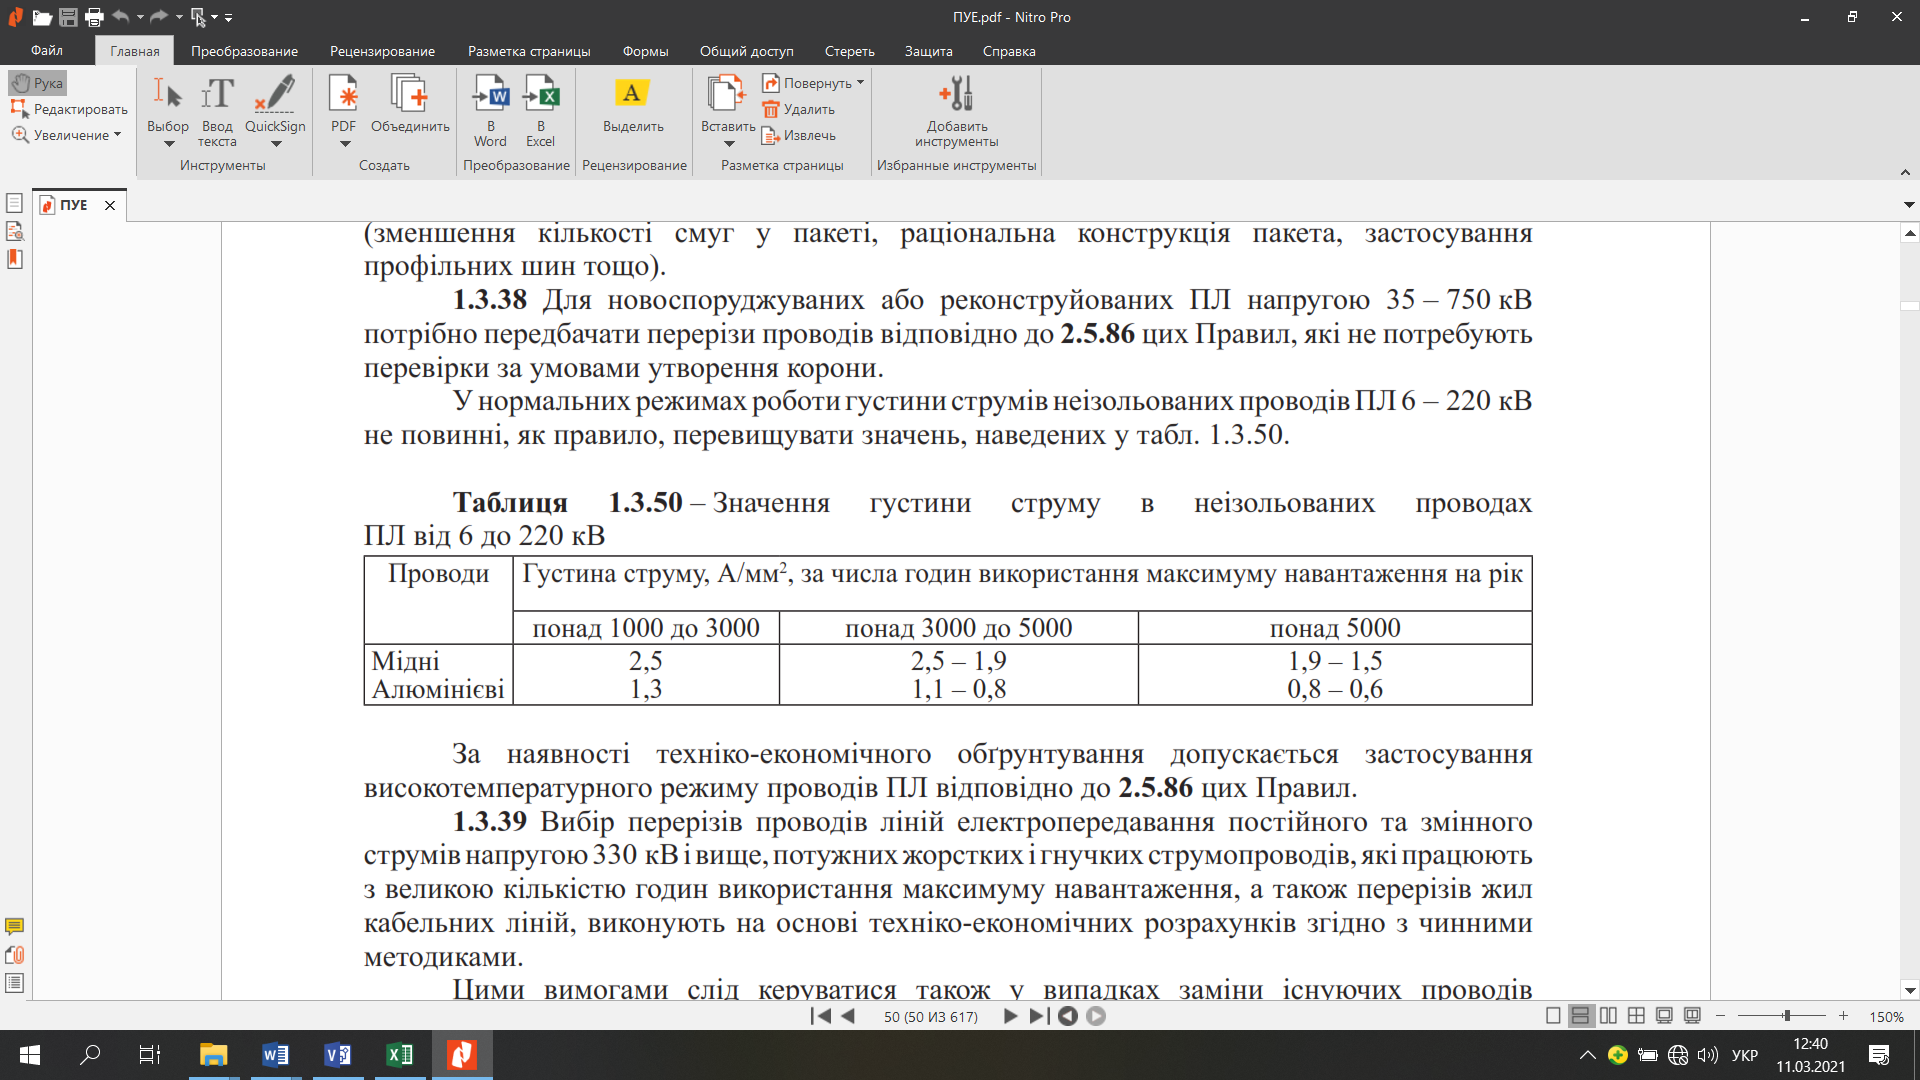 ПУЕ.pdf - Nitro Pro
Файл Главная Преобразование Рецензирование Разметка страницы Формы Общий доступ Стереть Защита Справка
Рука
Редактировать
Увеличение
Выбор
Ввод текста
QuickSign
Инструменты
PDF
Объединить
Создать
В Word
В Excel
Преобразование
A
Выделить
Рецензирование
Вставить
Повернуть
Удалить
Извлечь
Разметка страницы
Добавить инструменты
Избранные инструменты
ПУЕ
(зменшення кількості смуг у пакеті, раціональна конструкція пакета, застосування
профільних шин тощо).
1.3.38 Для новоспоруджуваних або реконструйованих ПЛ напругою 35 – 750 кВ
потрібно передбачати перерізи проводів відповідно до 2.5.86 цих Правил, які не потребують
перевірки за умовами утворення корони.
У нормальних режимах роботи густини струмів неізольованих проводів ПЛ 6 – 220 кВ
не повинні, як правило, перевищувати значень, наведених у табл. 1.3.50.
Таблиця 1.3.50 – Значення густини струму в неізольованих проводах
ПЛ від 6 до 220 кВ
Проводи Густина струму, А/мм², за числа годин використання максимуму навантаження на рік
понад 1000 до 3000 понад 3000 до 5000 понад 5000
Мідні 2,5 2,5 – 1,9 1,9 – 1,5
Алюмінієві 1,3 1,1 – 0,8 0,8 – 0,6
За наявності техніко-економічного обґрунтування допускається застосування
високотемпературного режиму проводів ПЛ відповідно до 2.5.86 цих Правил.
1.3.39 Вибір перерізів проводів ліній електропередавання постійного та змінного
струмів напругою 330 кВ і вище, потужних жорстких і гнучких струмопроводів, які працюють
з великою кількістю годин використання максимуму навантаження, а також перерізів жил
кабельних ліній, виконують на основі техніко-економічних розрахунків згідно з чинними
методиками.
Цими вимогами слід керуватися також у випадках заміни існуючих проводів
50 (50 ИЗ 617)
150%
УКР
12:40
11.03.2021